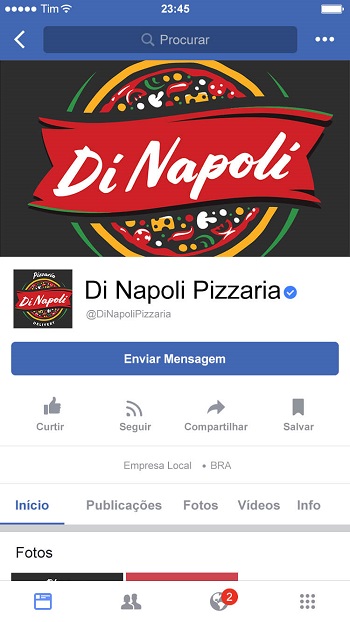 Tim
23:45
Procurar
Di Napoli
Pizzaria
Di Napoli
DELIVERY
Di Napoli Pizzaria
@DiNapoliPizzaria
Enviar Mensagem
Curtir Seguir Compartilhar Salvar
Empresa Local • BRA
Início Publicações Fotos Vídeos Info
Fotos
2